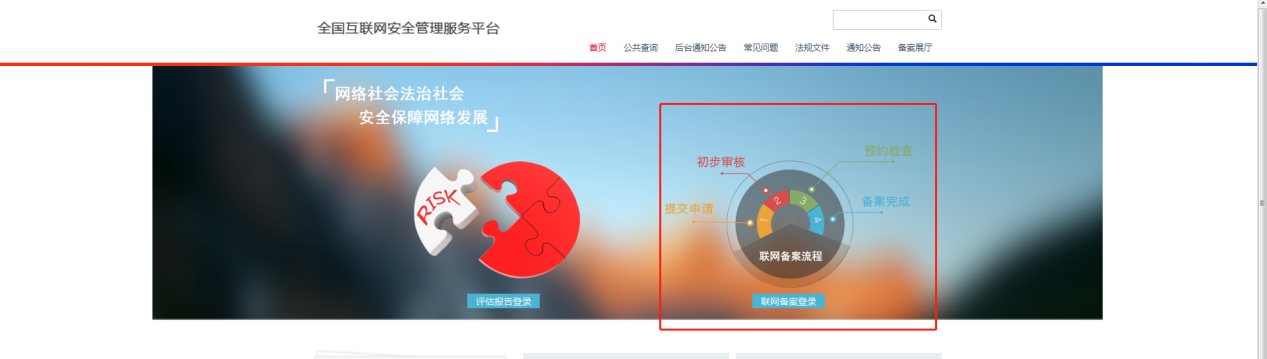 全国互联网安全管理服务平台
首页 公共查询 后台通知公告 常见问题 法规文件 通知公告 备案展厅
「网络社会法治社会
安全保障网络发展」
RISK
初步审核
预约检查
提交申请
备案完成
1 2 3 4
联网备案流程
评估报告登录
联网备案登录